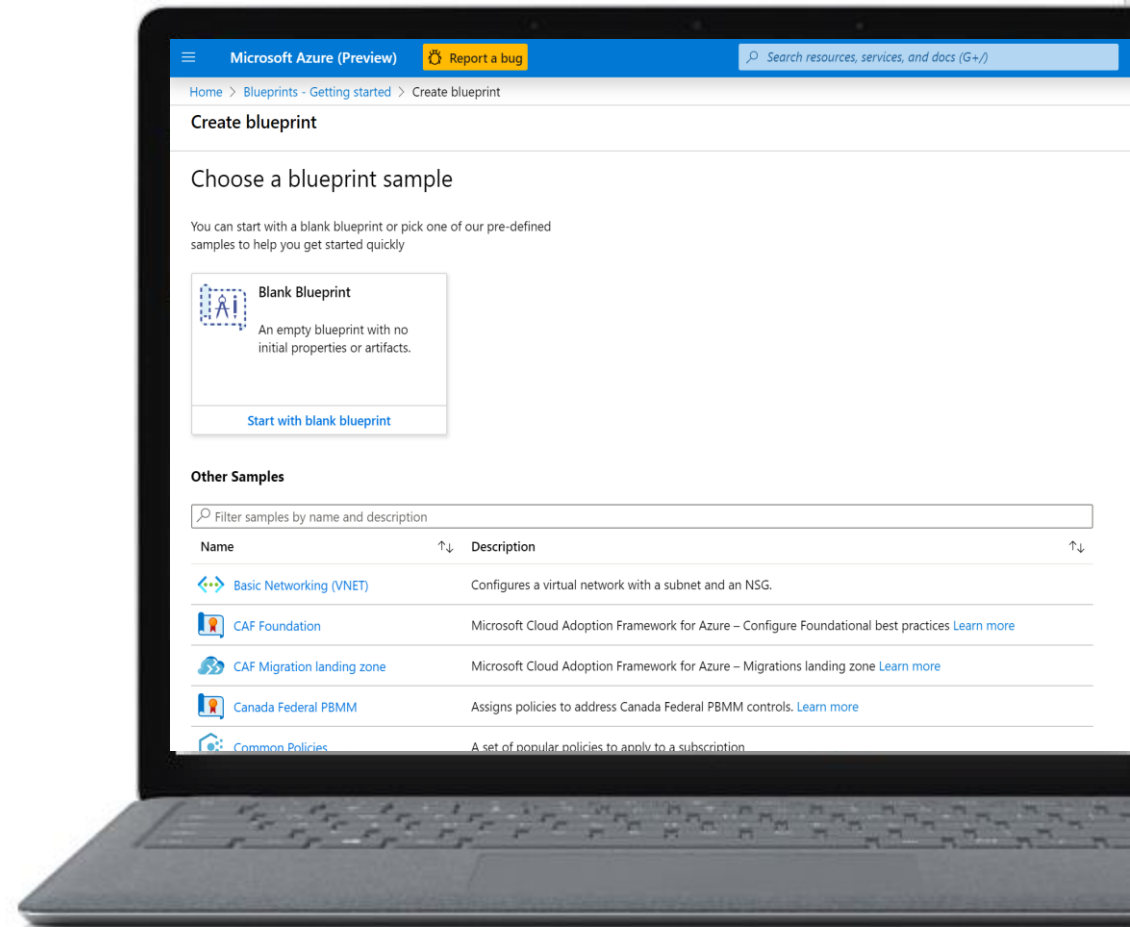 Microsoft Azure (Preview)
Report a bug
Search resources, services, and docs (G+/)
Home > Blueprints - Getting started > Create blueprint
Create blueprint
Choose a blueprint sample
You can start with a blank blueprint or pick one of our pre-defined
samples to help you get started quickly
Blank Blueprint
An empty blueprint with no
initial properties or artifacts.
Start with blank blueprint
Other Samples
Filter samples by name and description
Name ↑↓ Description ↑↓
Basic Networking (VNET) Configures a virtual network with a subnet and an NSG.
CAF Foundation Microsoft Cloud Adoption Framework for Azure – Configure Foundational best practices Learn more
CAF Migration landing zone Microsoft Cloud Adoption Framework for Azure – Migrations landing zone Learn more
Canada Federal PBMM Assigns policies to address Canada Federal PBMM controls. Learn more
Common Policies A set of popular policies to apply to a subscription